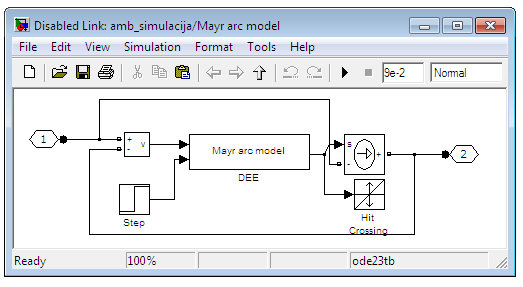 Disabled Link: amb_simulacija/Mayr arc model
File Edit View Simulation Format Tools Help
9e-2 Normal
1
+
-
v
Mayr arc model
DEE
s
-
+
2
Step
Hit
Crossing
Ready 100% ode23tb